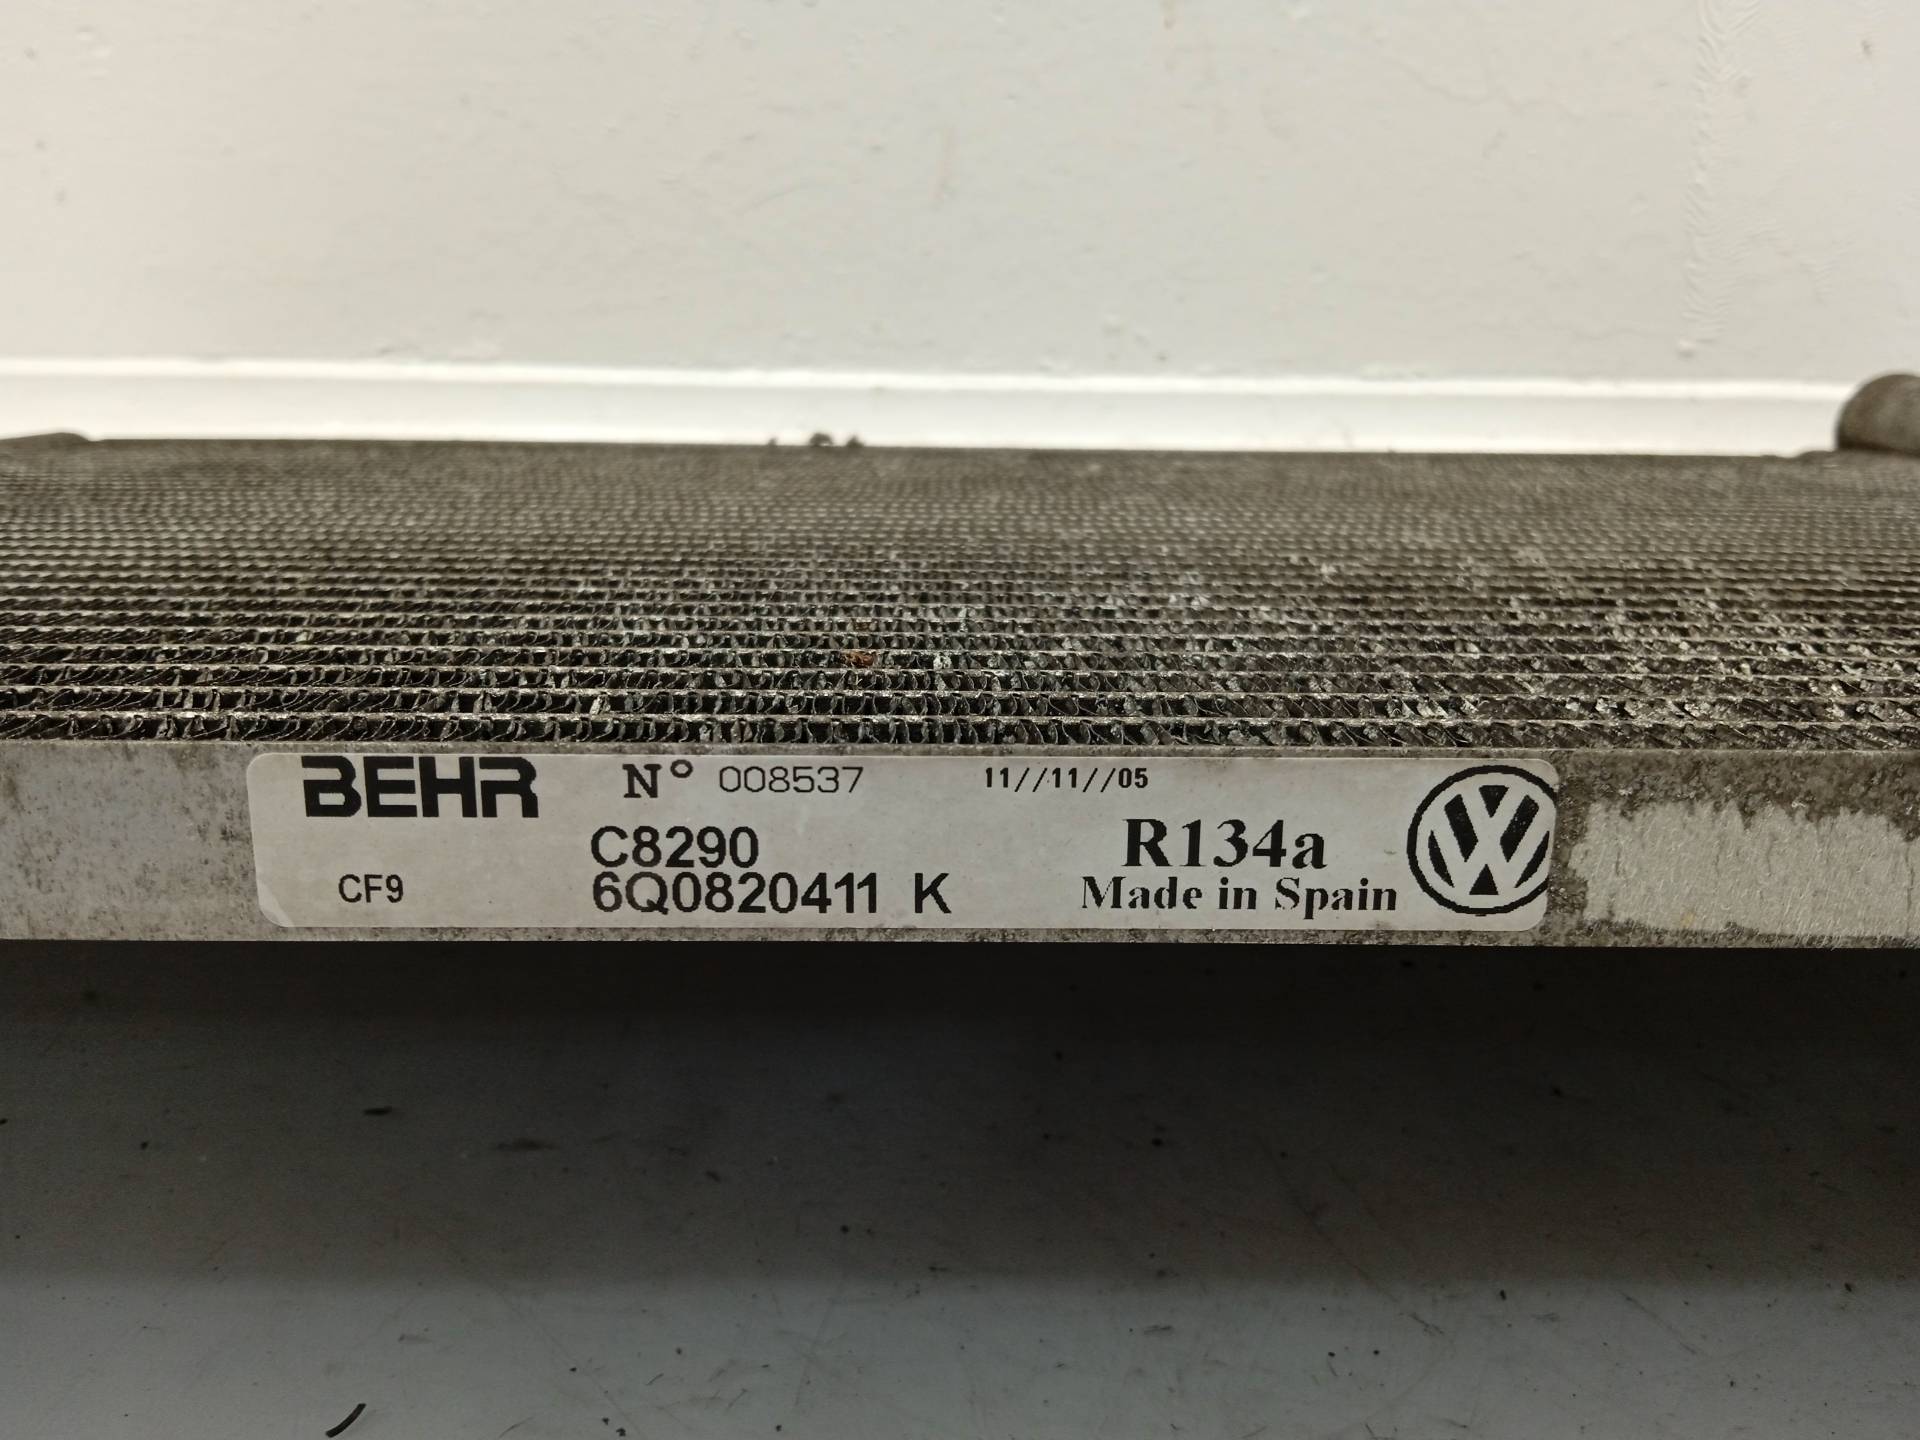 BEHR N° 008537 11//11//05
C8290 R134a
CF9 6Q0820411 K Made in Spain